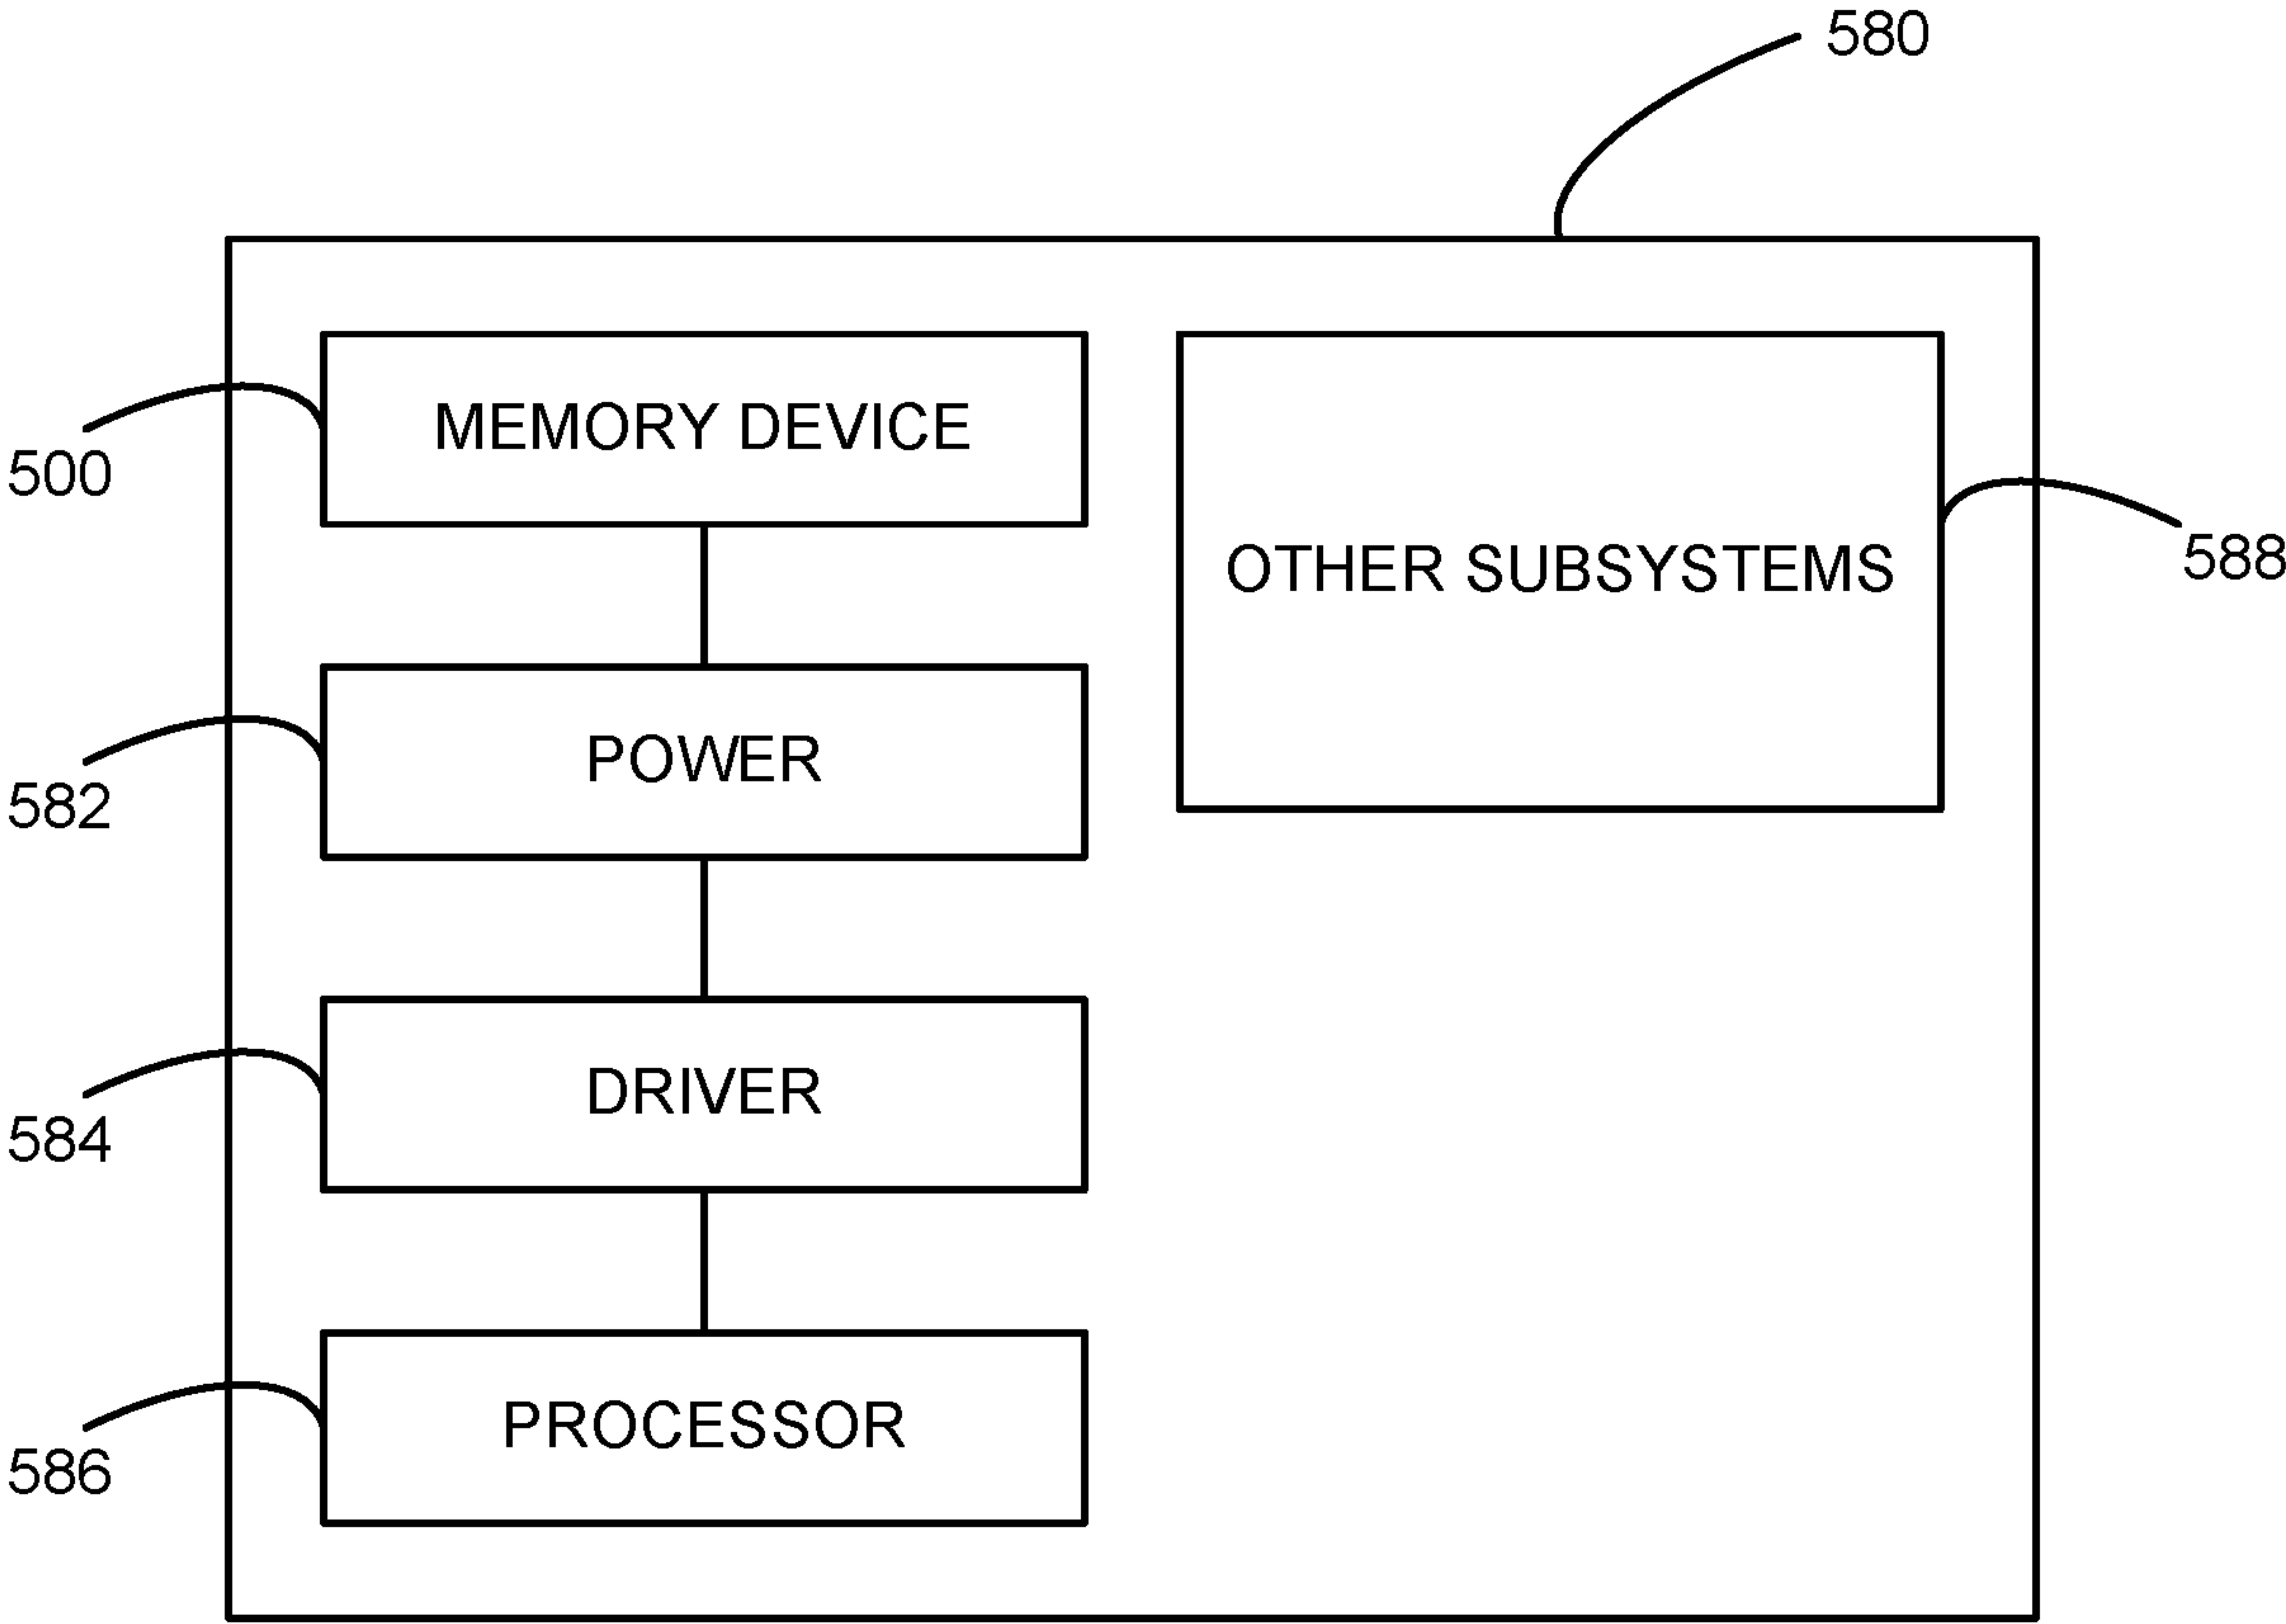 580
MEMORY DEVICE
500
OTHER SUBSYSTEMS
588
POWER
582
DRIVER
584
PROCESSOR
586